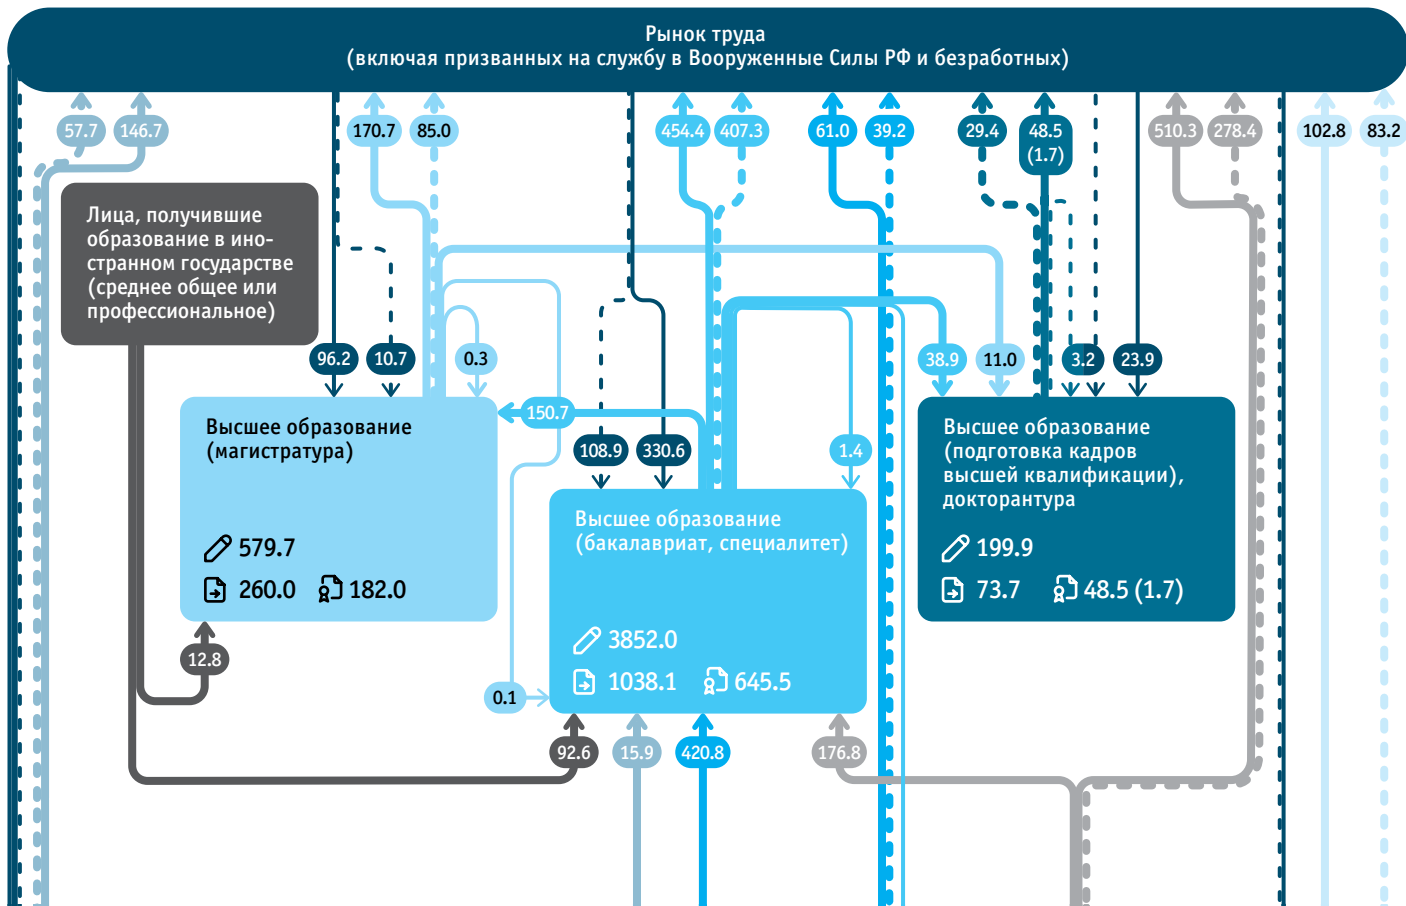 Рынок труда
(включая призванных на службу в Вооруженные Силы РФ и безработных)
57.7
146.7
170.7
85.0
454.4
407.3
61.0
39.2
29.4
48.5
(1.7)
510.3
278.4
102.8
83.2
Лица, получившие
образование в ино-
странном государстве
(среднее общее или
профессиональное)
96.2
10.7
0.3
38.9
11.0
3.2
23.9
150.7
108.9
330.6
1.4
Высшее образование
(магистратура)
579.7
260.0
182.0
Высшее образование
(бакалавриат, специалитет)
3852.0
1038.1
645.5
Высшее образование
(подготовка кадров
высшей квалификации),
докторантура
199.9
73.7
48.5 (1.7)
12.8
0.1
92.6
15.9
420.8
176.8